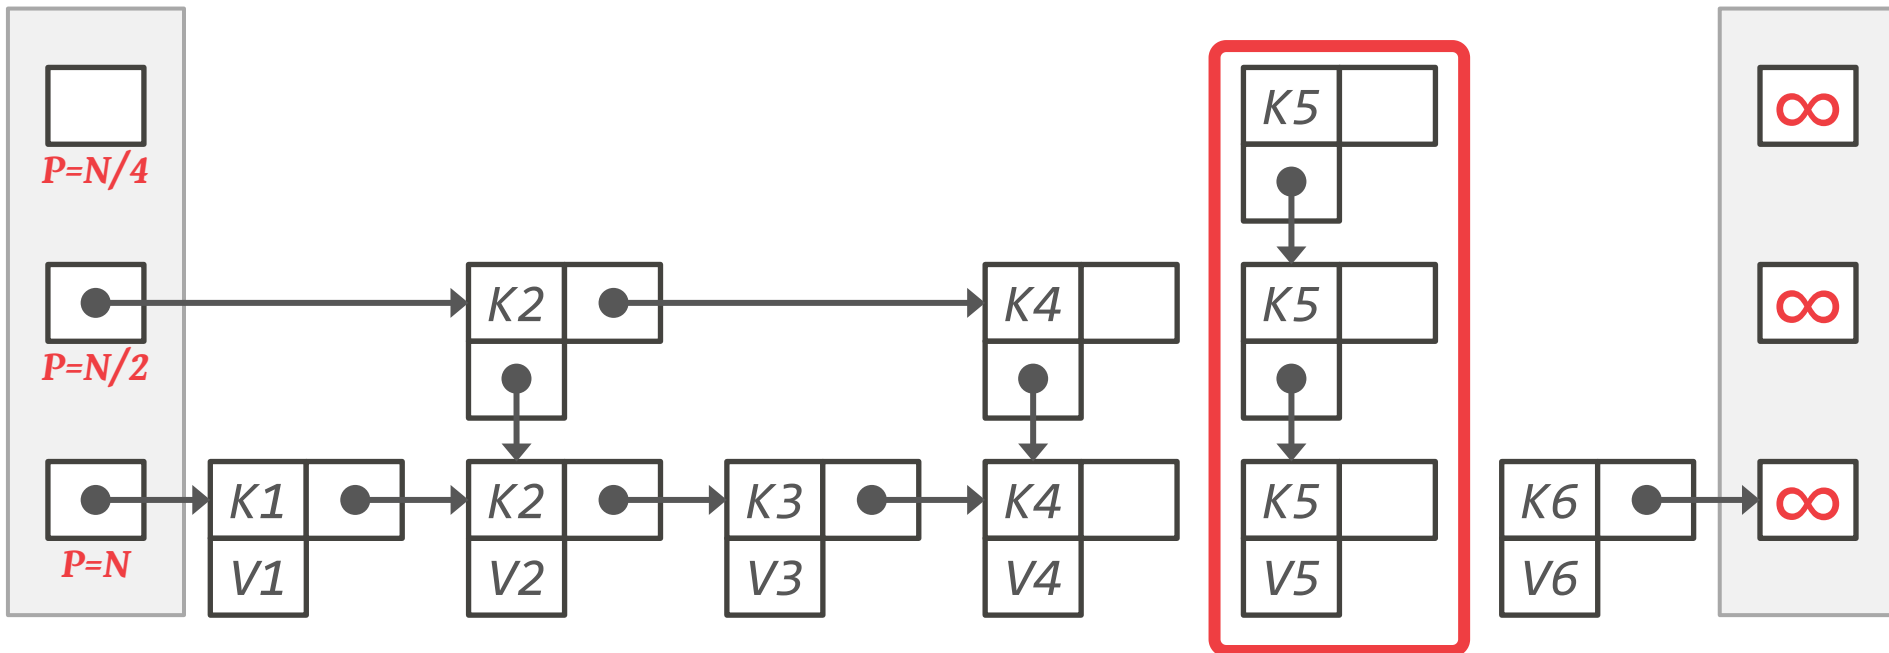 K5 ∞
P=N/4
K2 K4 K5 ∞
P=N/2
K1 K2 K3 K4 K5 K6 ∞
P=N
V1 V2 V3 V4 V5 V6